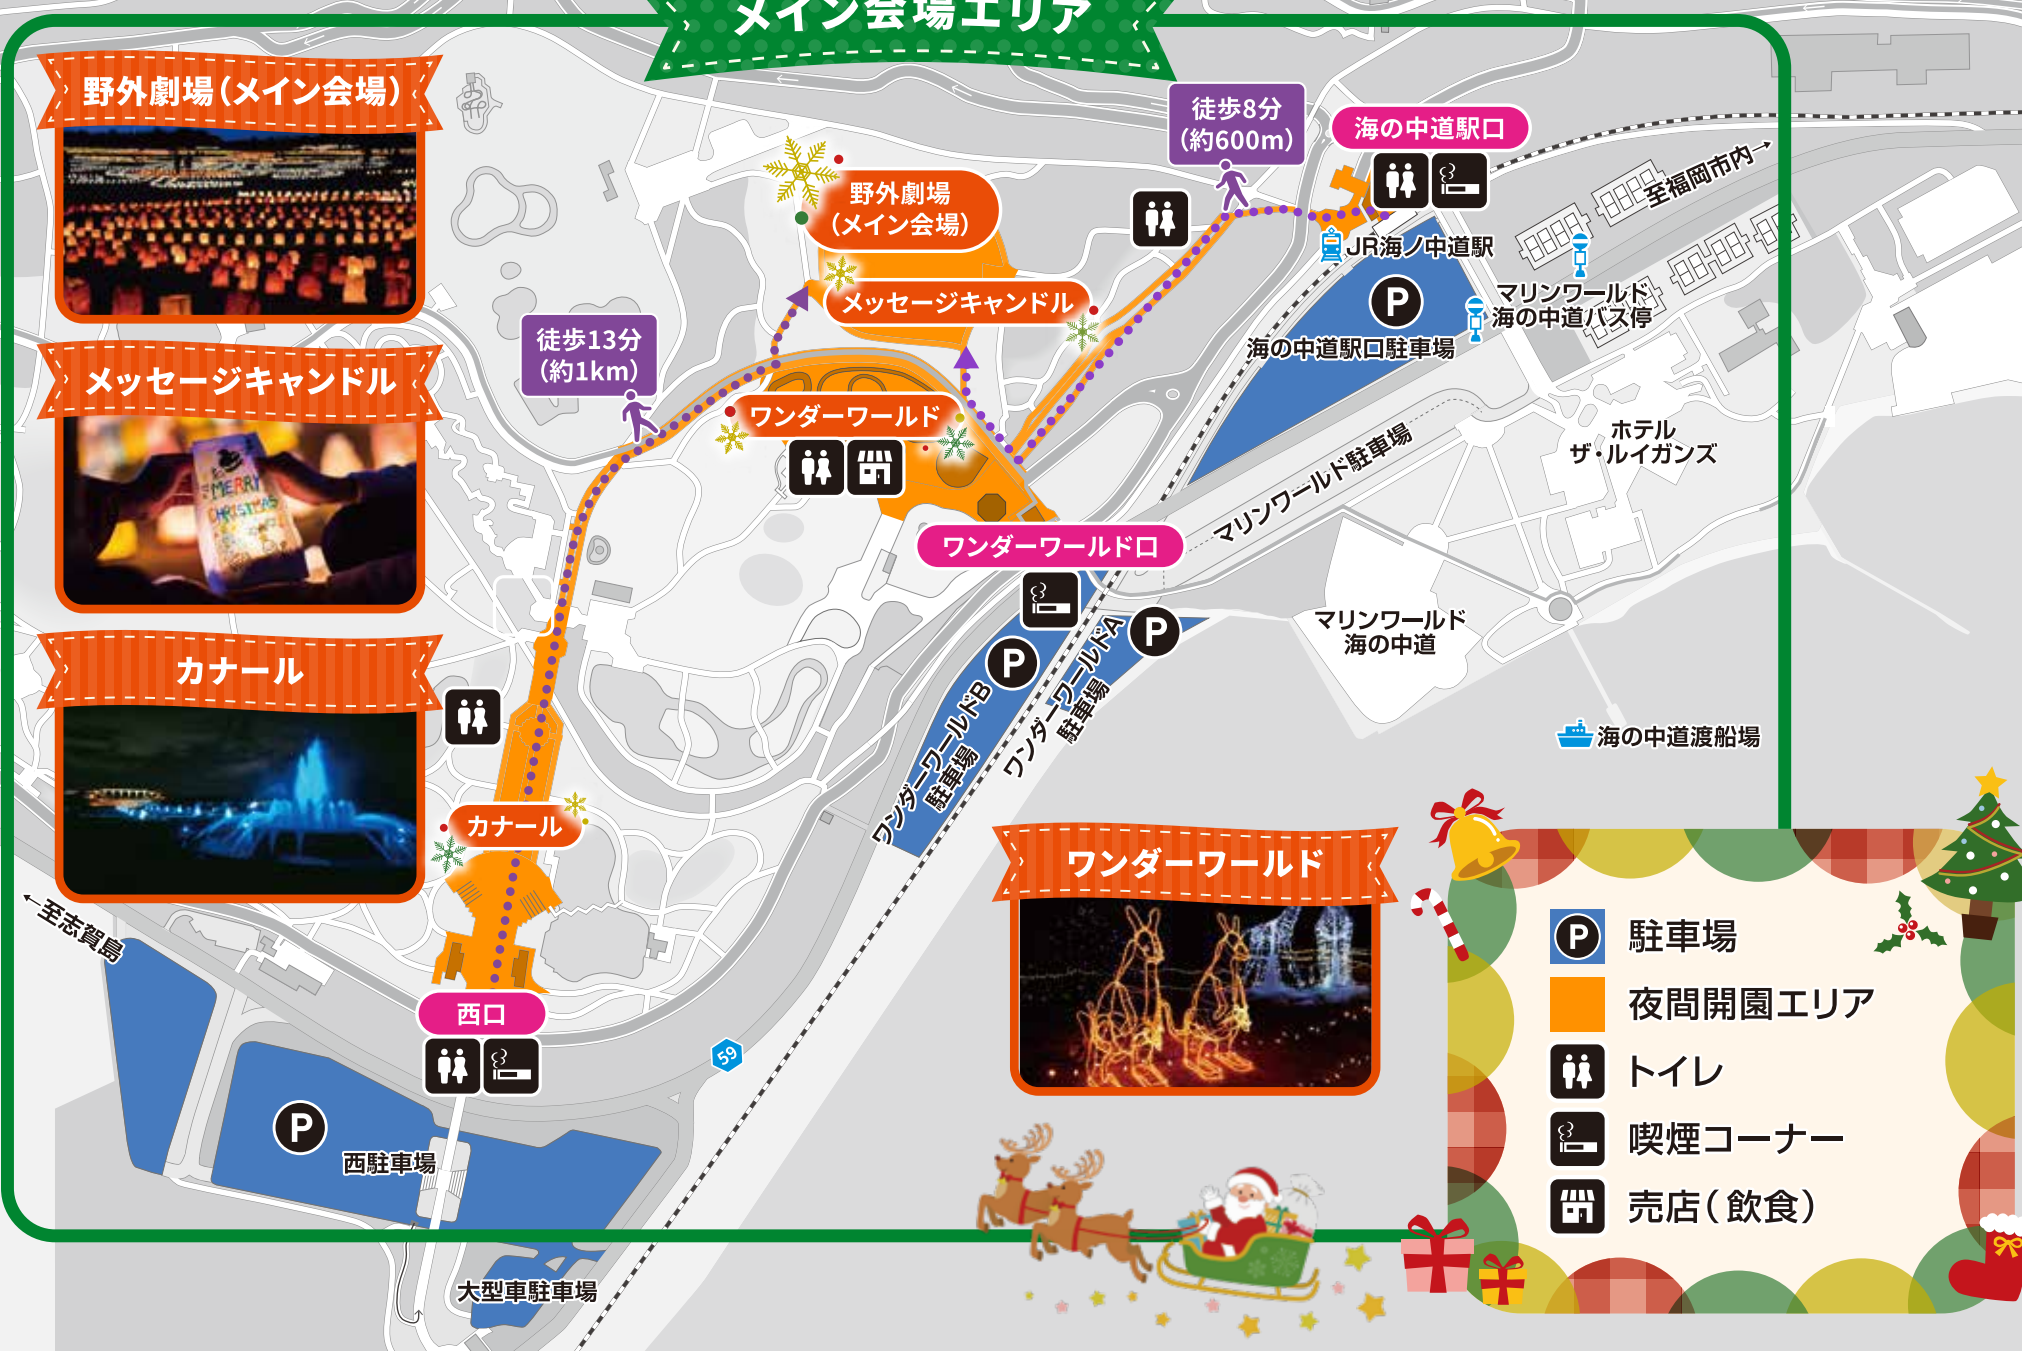 メイン会場エリア
野外劇場(メイン会場)
メッセージキャンドル
MERRY
CHRISTMAS
カナール
徒歩8分
(約600m)
海の中道駅口
至福岡市内→
野外劇場
(メイン会場)
JR海ノ中道駅
メッセージキャンドル
P
マリンワールド
海の中道バス停
海の中道駅口駐車場
徒歩13分
(約1km)
ワンダーワールド
マリンワールド駐車場
ホテル
ザ・ルイガンズ
ワンダーワールド口
P
P
マリンワールド
海の中道
ワンダーワールドB
駐車場
ワンダーワールドA
駐車場
海の中道渡船場
カナール
←至志賀島
西口
59
P
西駐車場
大型車駐車場
ワンダーワールド
P
駐車場
夜間開園エリア
トイレ
喫煙コーナー
売店(飲食)